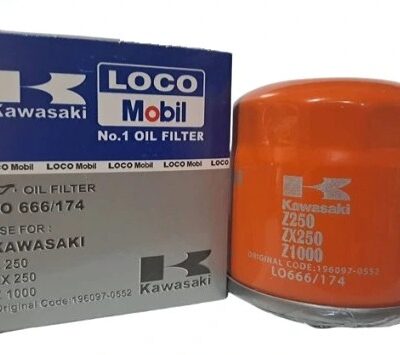 LOCO
Mobil
No.1 OIL FILTER
Kawasaki
LOCO Mobil LOCO Mobil LOCO Mobil
OIL FILTER
O 666/174
SE FOR :
KAWASAKI
250
X 250
1000
Original Code:196097-0552
Kawasaki
Kawasaki
Z250
ZX250
Z1000
ORIGINAL CODE:196097-0552
LO666/174